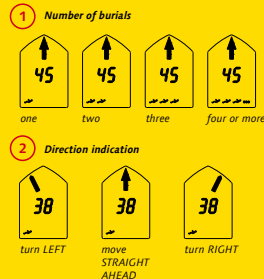 1 Number of burials
45 45 45 45
one two three four or more
2 Direction indication
38 38 38
turn LEFT move STRAIGHT AHEAD turn RIGHT